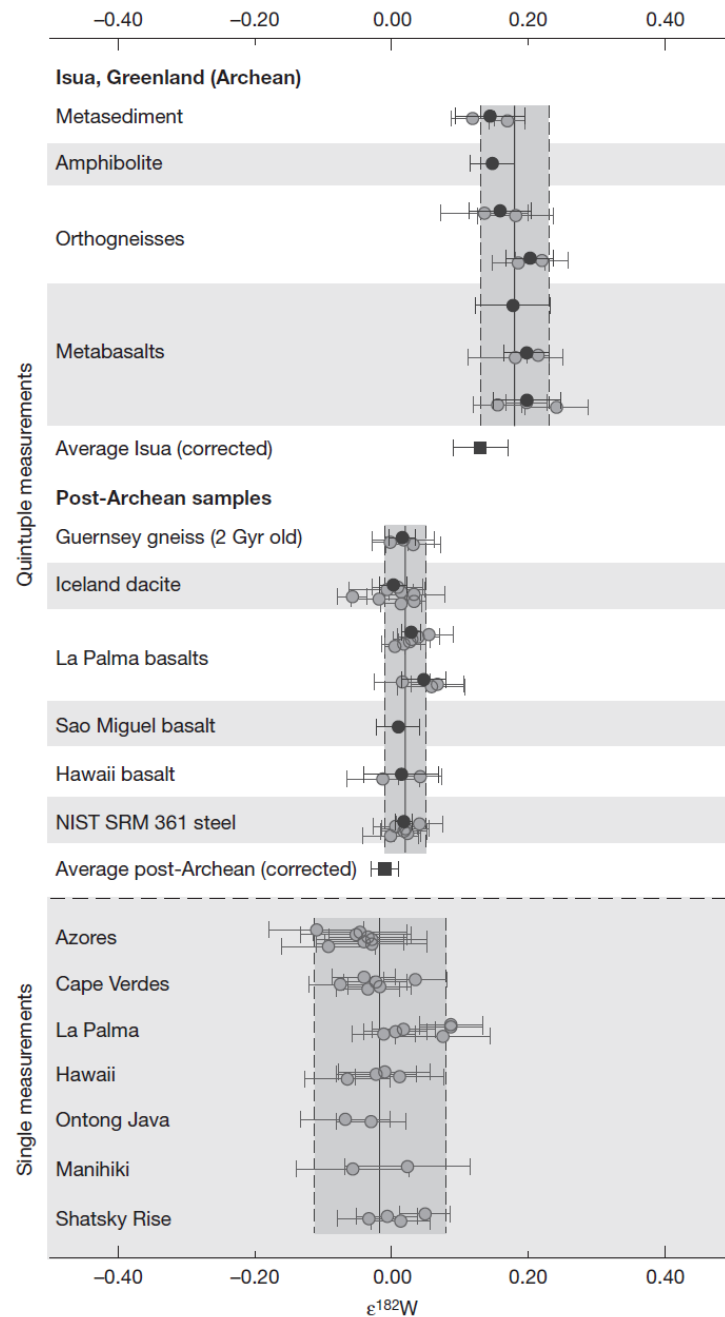 −0.40 −0.20 0.00 0.20 0.40
Isua, Greenland (Archean)
Metasediment
Amphibolite
Orthogneisses
Metabasalts
Average Isua (corrected)
Post-Archean samples
Guernsey gneiss (2 Gyr old)
Iceland dacite
La Palma basalts
Sao Miguel basalt
Hawaii basalt
NIST SRM 361 steel
Average post-Archean (corrected)
Quintuple measurements
Azores
Cape Verdes
La Palma
Hawaii
Ontong Java
Manihiki
Shatsky Rise
Single measurements
−0.40 −0.20 0.00 0.20 0.40
ε¹⁸²W